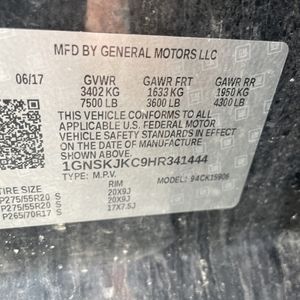 MFD BY GENERAL MOTORS LLC
06/17 GVWR GAWR FRT GAWR RR
3402 KG 1633 KG 1950 KG
7500 LB 3600 LB 4300 LB
THIS VEHICLE CONFORMS TO ALL
APPLICABLE U.S. FEDERAL MOTOR
VEHICLE SAFETY STANDARDS IN EFFECT
ON THE DATE OF MANUFACTURE SHOWN ABOVE.
1GNSKJKC9HR341444
TYPE: M.P.V. MODEL: 94CK15906
TIRE SIZE RIM
P275/55R20 S 20X9J
P275/55R20 S 20X9J
P265/70R17 S 17X7.5J